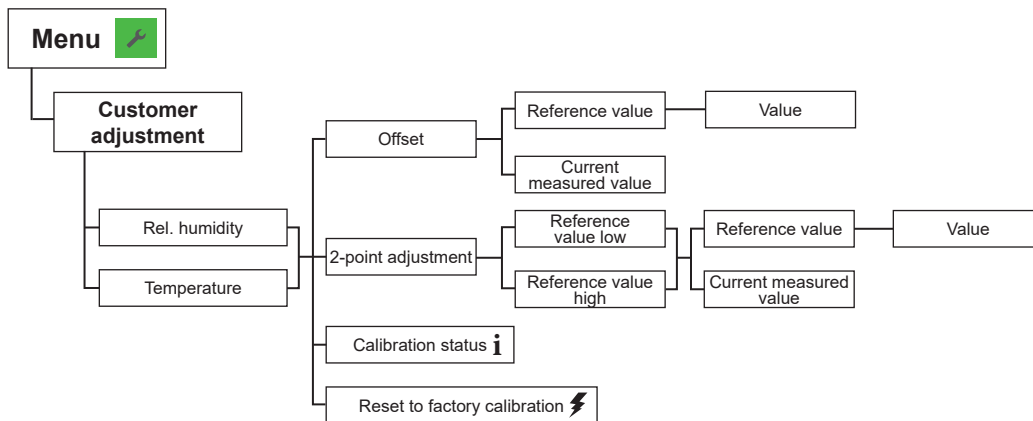 Menu
Customer
adjustment
Rel. humidity
Temperature
Offset
Reference value
Value
Current
measured value
2-point adjustment
Reference
value low
Reference value
high
Reference value
Value
Current measured
value
Calibration status i
Reset to factory calibration